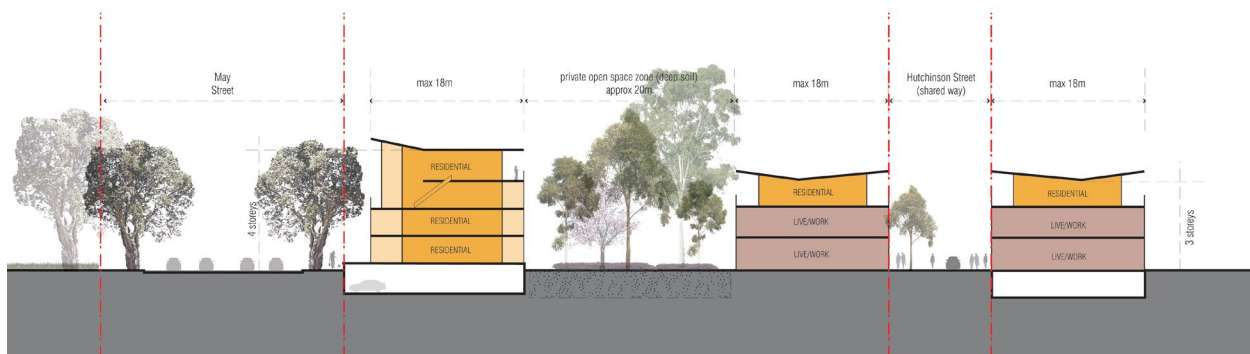 May
Street
max 18m
private open space zone (deep soil)
approx 20m
max 18m
Hutchinson Street
(shared way)
max 18m
4 storeys
RESIDENTIAL
RESIDENTIAL
RESIDENTIAL
RESIDENTIAL
LIVE/WORK
LIVE/WORK
RESIDENTIAL
LIVE/WORK
LIVE/WORK
3 storeys